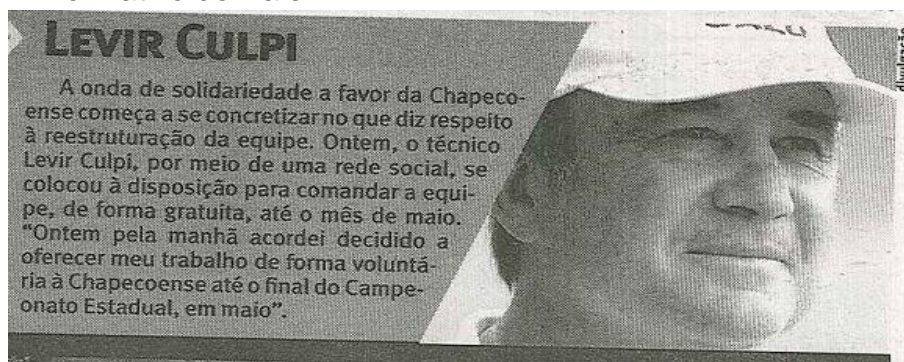 LEVIR CULPI
A onda de solidariedade a favor da Chapeco-
ense começa a se concretizar no que diz respeito
à reestruturação da equipe. Ontem, o técnico
Levir Culpi, por meio de uma rede social, se
colocou à disposição para comandar a equi-
pe, de forma gratuita, até o mês de maio.
"Ontem pela manhã acordei decidido a
oferecer meu trabalho de forma voluntá-
ria à Chapecoense até o final do Campe-
onato Estadual, em maio".
divulgação